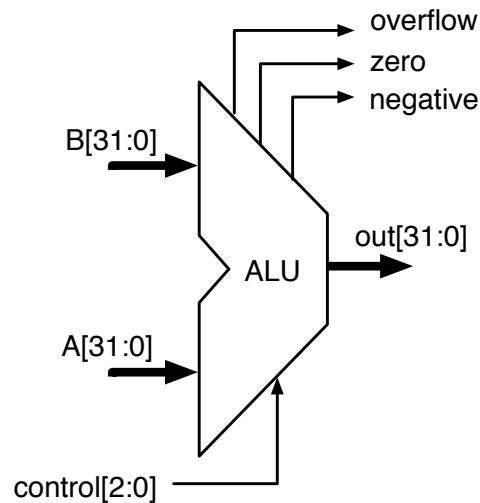 overflow
zero
negative
B[31:0]
out[31:0]
ALU
A[31:0]
control[2:0]